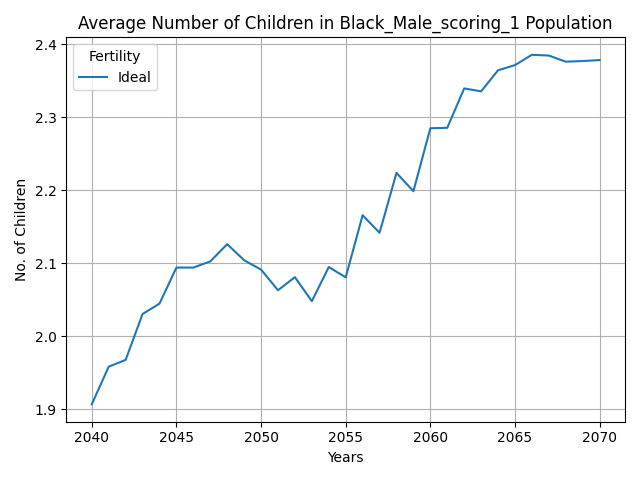 Average Number of Children in Black_Male_scoring_1 Population
Fertility
Ideal
No. of Children
2.4
2.3
2.2
2.1
2.0
1.9
2040
2045
2050
2055
2060
2065
2070
Years